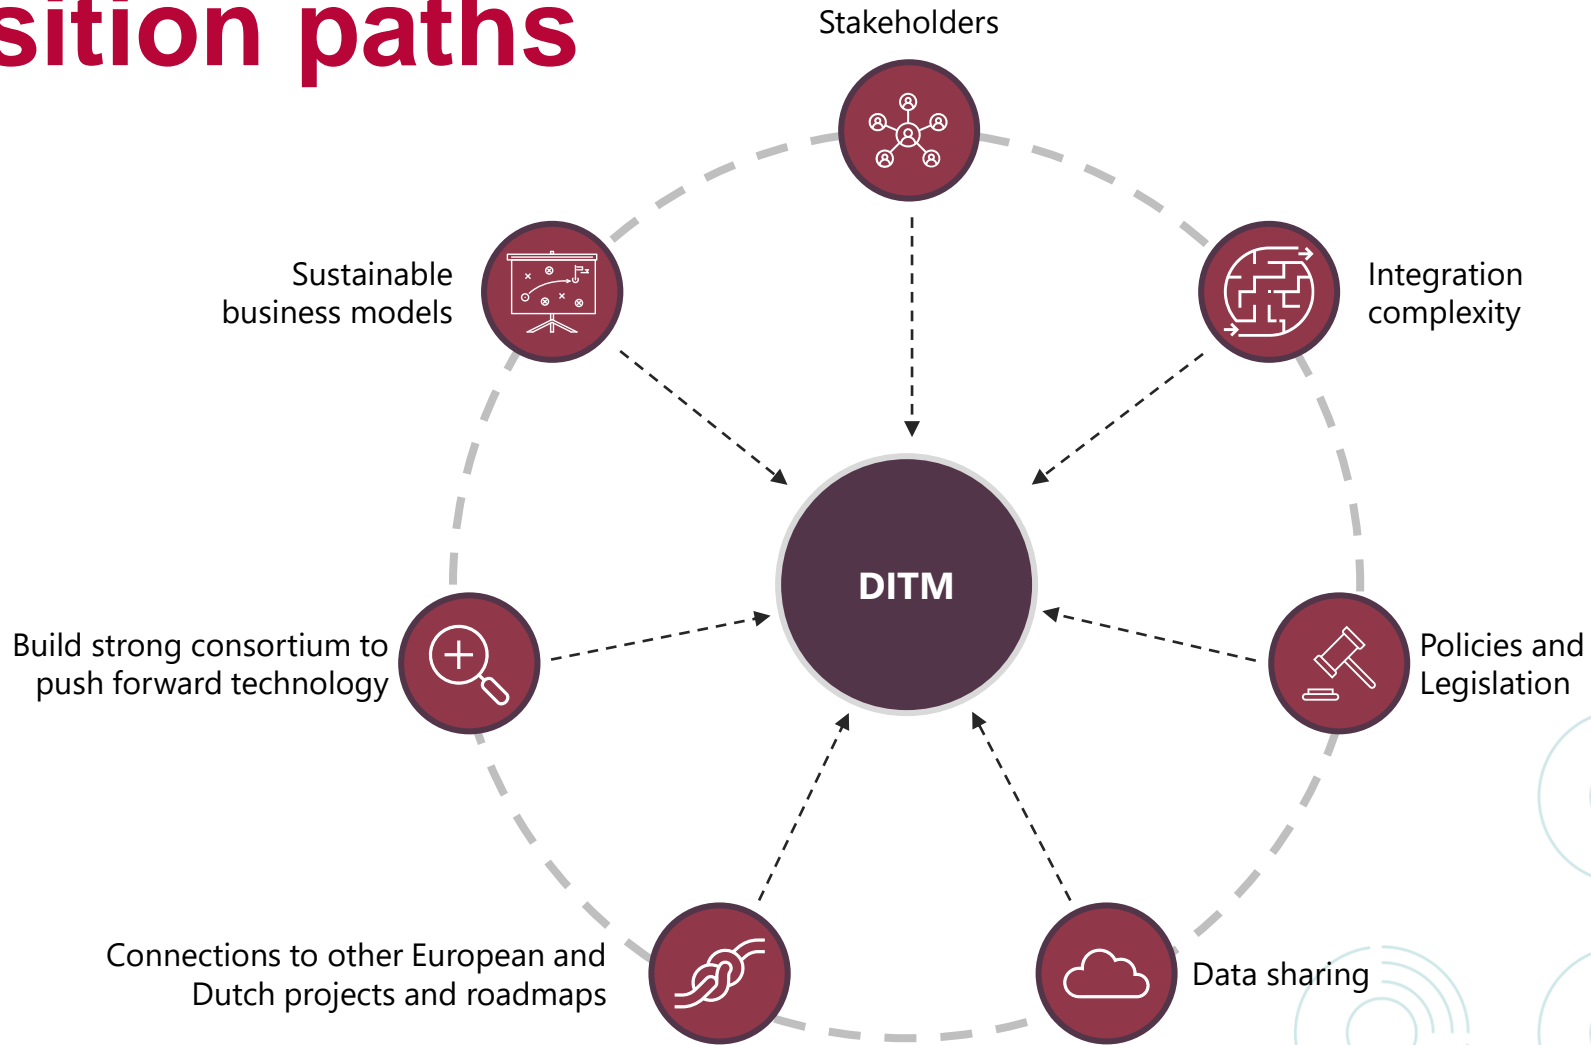 sition paths
Stakeholders
Sustainable
business models
Integration
complexity
DITM
Build strong consortium to
push forward technology
Policies and
Legislation
Connections to other European and
Dutch projects and roadmaps
Data sharing